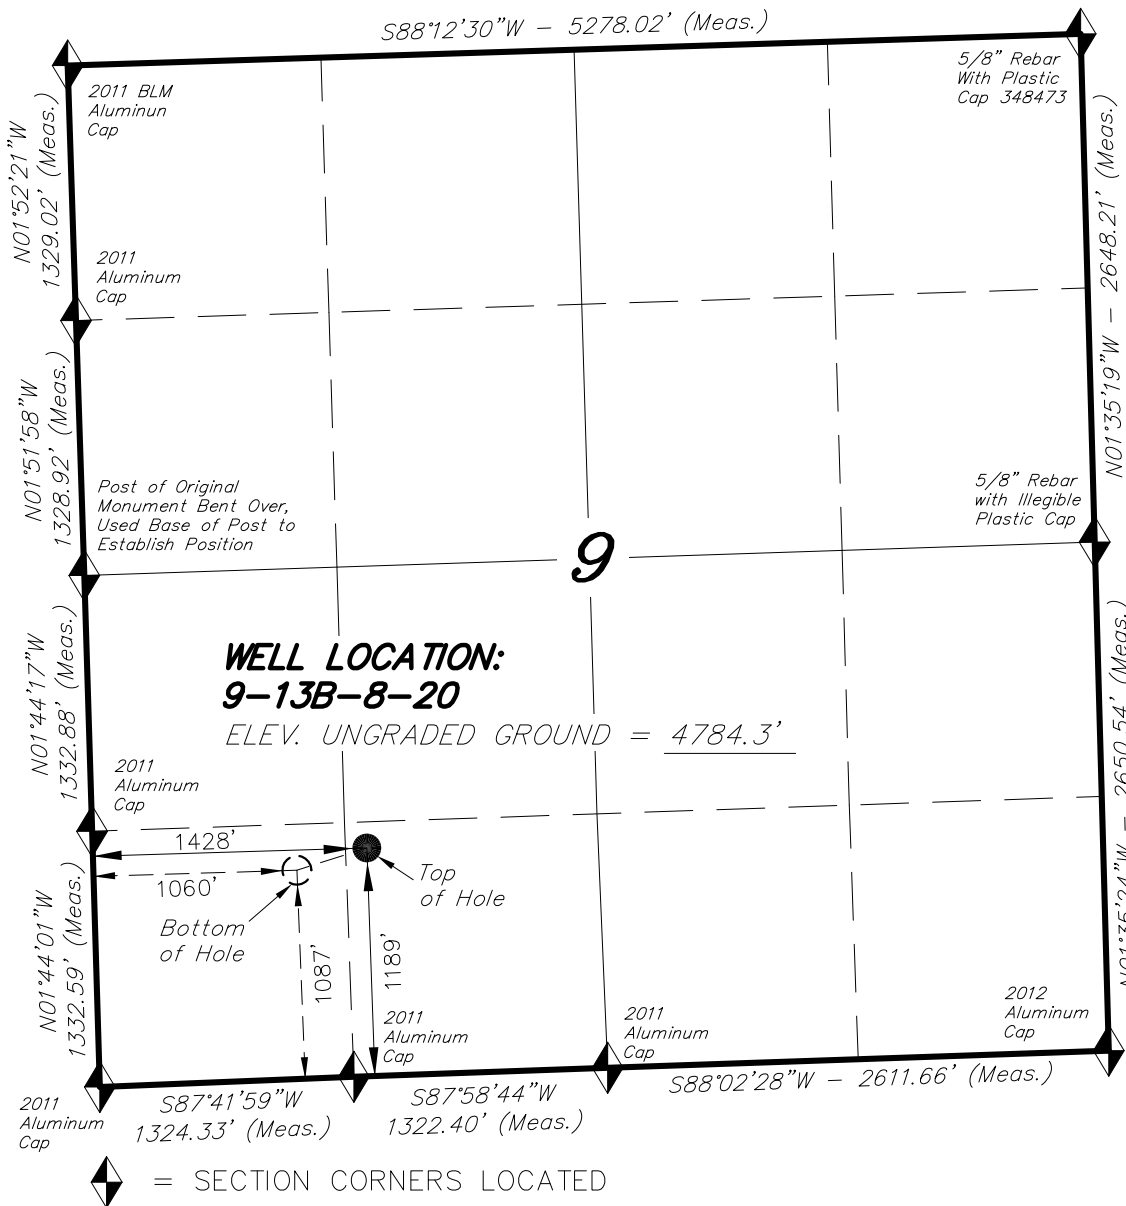 S88°12'30"W - 5278.02' (Meas.)
2011 BLM
Aluminun
Cap
5/8" Rebar
With Plastic
Cap 348473
N01°52'21"W
1329.02' (Meas.)
N01°35'19"W - 2648.21' (Meas.)
2011
Aluminum
Cap
N01°51'58"W
1328.92' (Meas.)
Post of Original
Monument Bent Over,
Used Base of Post to
Establish Position
5/8" Rebar
with Illegible
Plastic Cap
9
WELL LOCATION:
9-13B-8-20
ELEV. UNGRADED GROUND = 4784.3'
N01°44'17"W
1332.88' (Meas.)
N01°35'24"W - 2650.54' (Meas.)
2011
Aluminum
Cap
1428'
1060'
Top
of Hole
Bottom
of Hole
1087'
1189'
N01°44'01"W
1332.59' (Meas.)
2011
Aluminum
Cap
2011
Aluminum
Cap
2012
Aluminum
Cap
2011
Aluminum
Cap
S87°41'59"W
1324.33' (Meas.)
S87°58'44"W
1322.40' (Meas.)
S88°02'28"W - 2611.66' (Meas.)
= SECTION CORNERS LOCATED